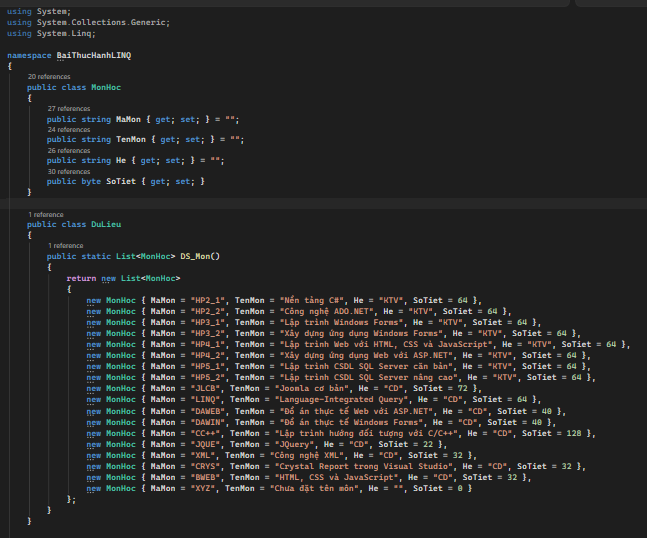 using System;
using System.Collections.Generic;
using System.Linq;
namespace BaiThucHanhLINQ
{
20 references
public class MonHoc
{
27 references
public string MaMon { get; set; } = "";
24 references
public string TenMon { get; set; } = "";
26 references
public string He { get; set; } = "";
30 references
public byte SoTiet { get; set; }
}
1 reference
public class DuLieu
{
1 reference
public static List<MonHoc> DS_Mon()
{
return new List<MonHoc>
{
new MonHoc { MaMon = "HP2_1", TenMon = "Nền tảng C#", He = "KTV", SoTiet = 64 },
new MonHoc { MaMon = "HP2_2", TenMon = "Công nghệ ADO.NET", He = "KTV", SoTiet = 64 },
new MonHoc { MaMon = "HP3_1", TenMon = "Lập trình Windows Forms", He = "KTV", SoTiet = 64 },
new MonHoc { MaMon = "HP3_2", TenMon = "Xây dựng ứng dụng Windows Forms", He = "KTV", SoTiet = 64 },
new MonHoc { MaMon = "HP4_1", TenMon = "Lập trình Web với HTML, CSS và JavaScript", He = "KTV", SoTiet = 64 },
new MonHoc { MaMon = "HP4_2", TenMon = "Xây dựng ứng dụng Web với ASP.NET", He = "KTV", SoTiet = 64 },
new MonHoc { MaMon = "HP5_1", TenMon = "Lập trình CSDL SQL Server căn bản", He = "KTV", SoTiet = 64 },
new MonHoc { MaMon = "HP5_2", TenMon = "Lập trình CSDL SQL Server nâng cao", He = "KTV", SoTiet = 64 },
new MonHoc { MaMon = "JLCB", TenMon = "Joomla cơ bản", He = "CD", SoTiet = 72 },
new MonHoc { MaMon = "LINQ", TenMon = "Language-Integrated Query", He = "CD", SoTiet = 64 },
new MonHoc { MaMon = "DAWEB", TenMon = "Đồ án thực tế Web với ASP.NET", He = "CD", SoTiet = 40 },
new MonHoc { MaMon = "DAWIN", TenMon = "Đồ án thực tế Windows Forms", He = "CD", SoTiet = 40 },
new MonHoc { MaMon = "CC++", TenMon = "Lập trình hướng đối tượng với C/C++", He = "CD", SoTiet = 128 },
new MonHoc { MaMon = "JQUE", TenMon = "JQuery", He = "CD", SoTiet = 22 },
new MonHoc { MaMon = "XML", TenMon = "Công nghệ XML", He = "CD", SoTiet = 32 },
new MonHoc { MaMon = "CRYS", TenMon = "Crystal Report trong Visual Studio", He = "CD", SoTiet = 32 },
new MonHoc { MaMon = "BWEB", TenMon = "HTML, CSS và JavaScript", He = "CD", SoTiet = 32 },
new MonHoc { MaMon = "XYZ", TenMon = "Chưa đặt tên môn", He = "", SoTiet = 0 }
};
}
}